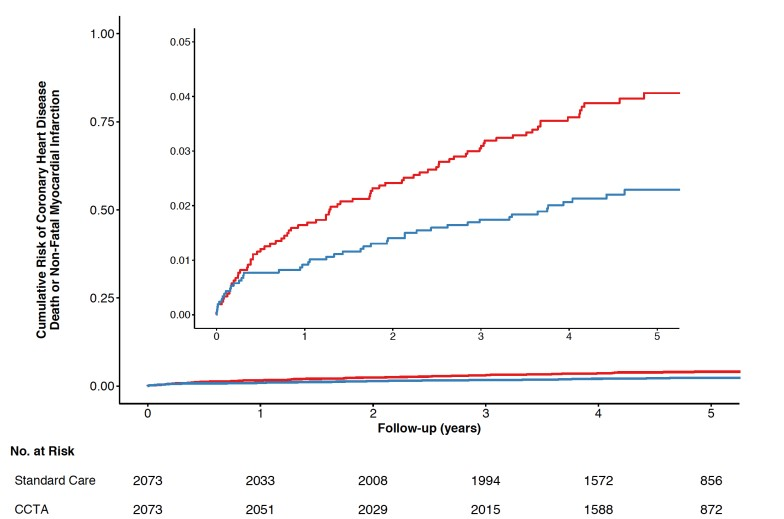 Cumulative Risk of Coronary Heart Disease
Death or Non-Fatal Myocardial Infarction
1.00
0.75
0.50
0.25
0.00
0.05
0.04
0.03
0.02
0.01
0.00
0 1 2 3 4 5
0 1 2 3 4 5
Follow-up (years)
No. at Risk
Standard Care 2073 2033 2008 1994 1572 856
CCTA 2073 2051 2029 2015 1588 872